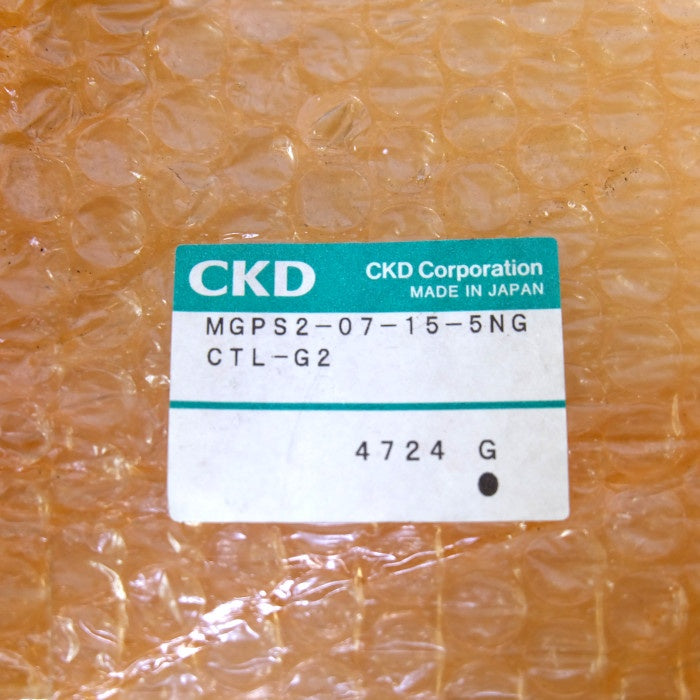 CKD
CKD Corporation
MADE IN JAPAN
MGPS2-07-15-5NG
CTL-G2
4724 G